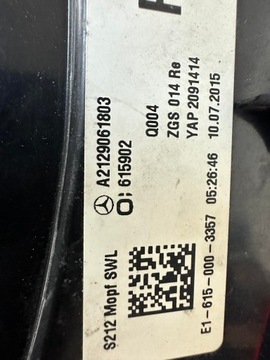 A2129061803
615902
Q004
ZGS 014 Re
YAP 2091414
S212 Mopf SWL
E1-615-000-3357 05:26:46 10.07.2015